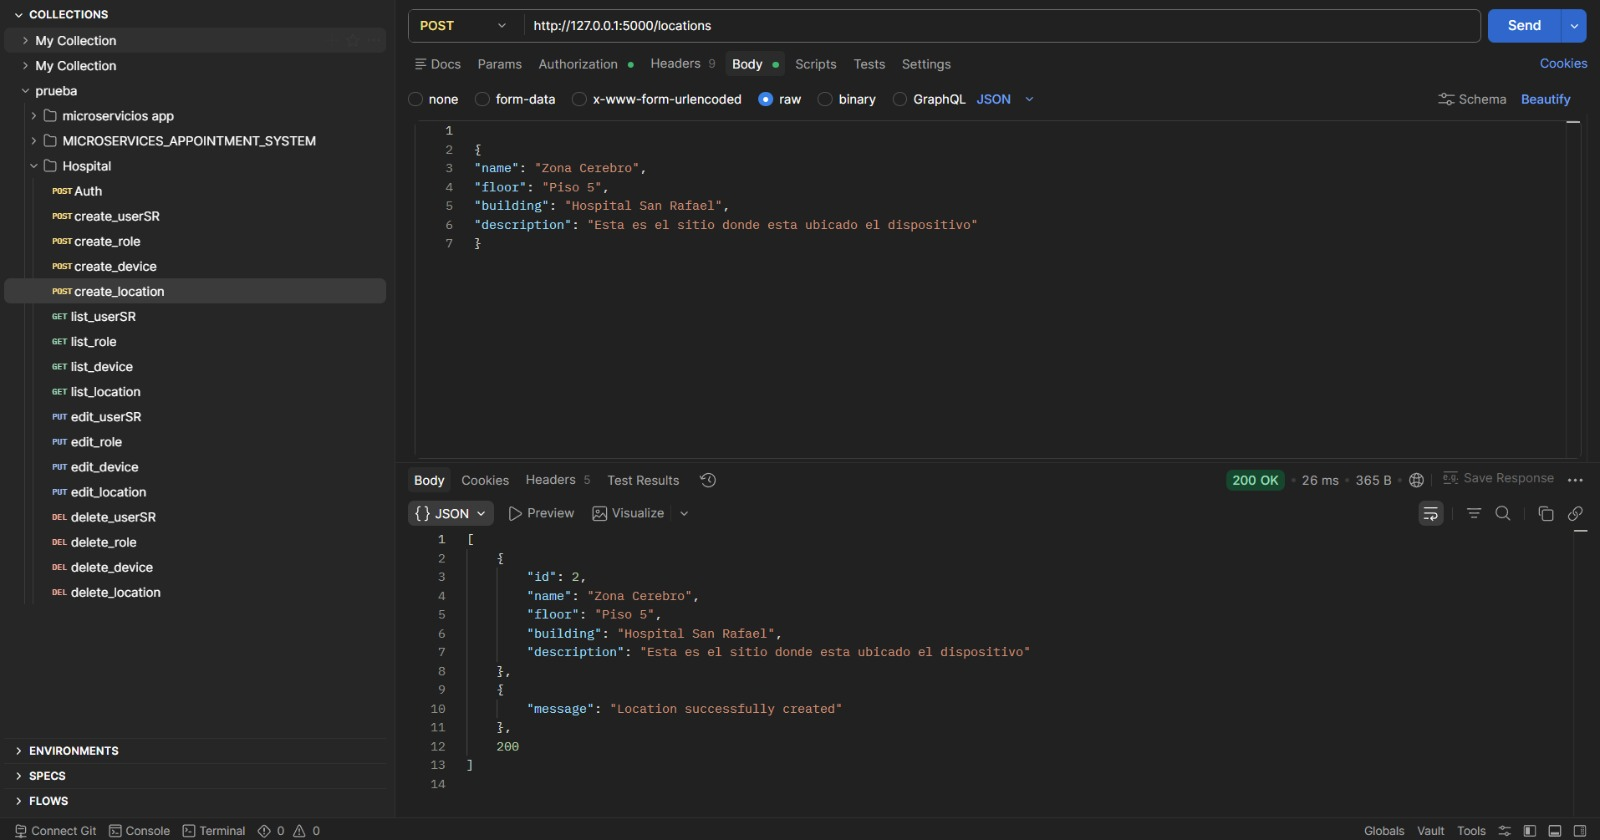 COLLECTIONS
My Collection
My Collection
prueba
microservicios app
MICROSERVICES_APPOINTMENT_SYSTEM
Hospital
POST Auth
POST create_userSR
POST create_role
POST create_device
POST create_location
GET list_userSR
GET list_role
GET list_device
GET list_location
PUT edit_userSR
PUT edit_role
PUT edit_device
PUT edit_location
DEL delete_userSR
DEL delete_role
DEL delete_device
DEL delete_location
ENVIRONMENTS
SPECS
FLOWS
POST http://127.0.0.1:5000/locations Send
Docs Params Authorization Headers 9 Body Scripts Tests Settings Cookies
none form-data x-www-form-urlencoded raw binary GraphQL JSON Schema Beautify
1
2 {
3 "name": "Zona Cerebro",
4 "floor": "Piso 5",
5 "building": "Hospital San Rafael",
6 "description": "Esta es el sitio donde esta ubicado el dispositivo"
7 }
Body Cookies Headers 5 Test Results 200 OK 26 ms 365 B e.g. Save Response
{} JSON Preview Visualize
1 [
2 {
3 "id": 2,
4 "name": "Zona Cerebro",
5 "floor": "Piso 5",
6 "building": "Hospital San Rafael",
7 "description": "Esta es el sitio donde esta ubicado el dispositivo"
8 },
9 {
10 "message": "Location successfully created"
11 },
12 200
13 ]
14
Connect Git Console Terminal 0 0 Globals Vault Tools